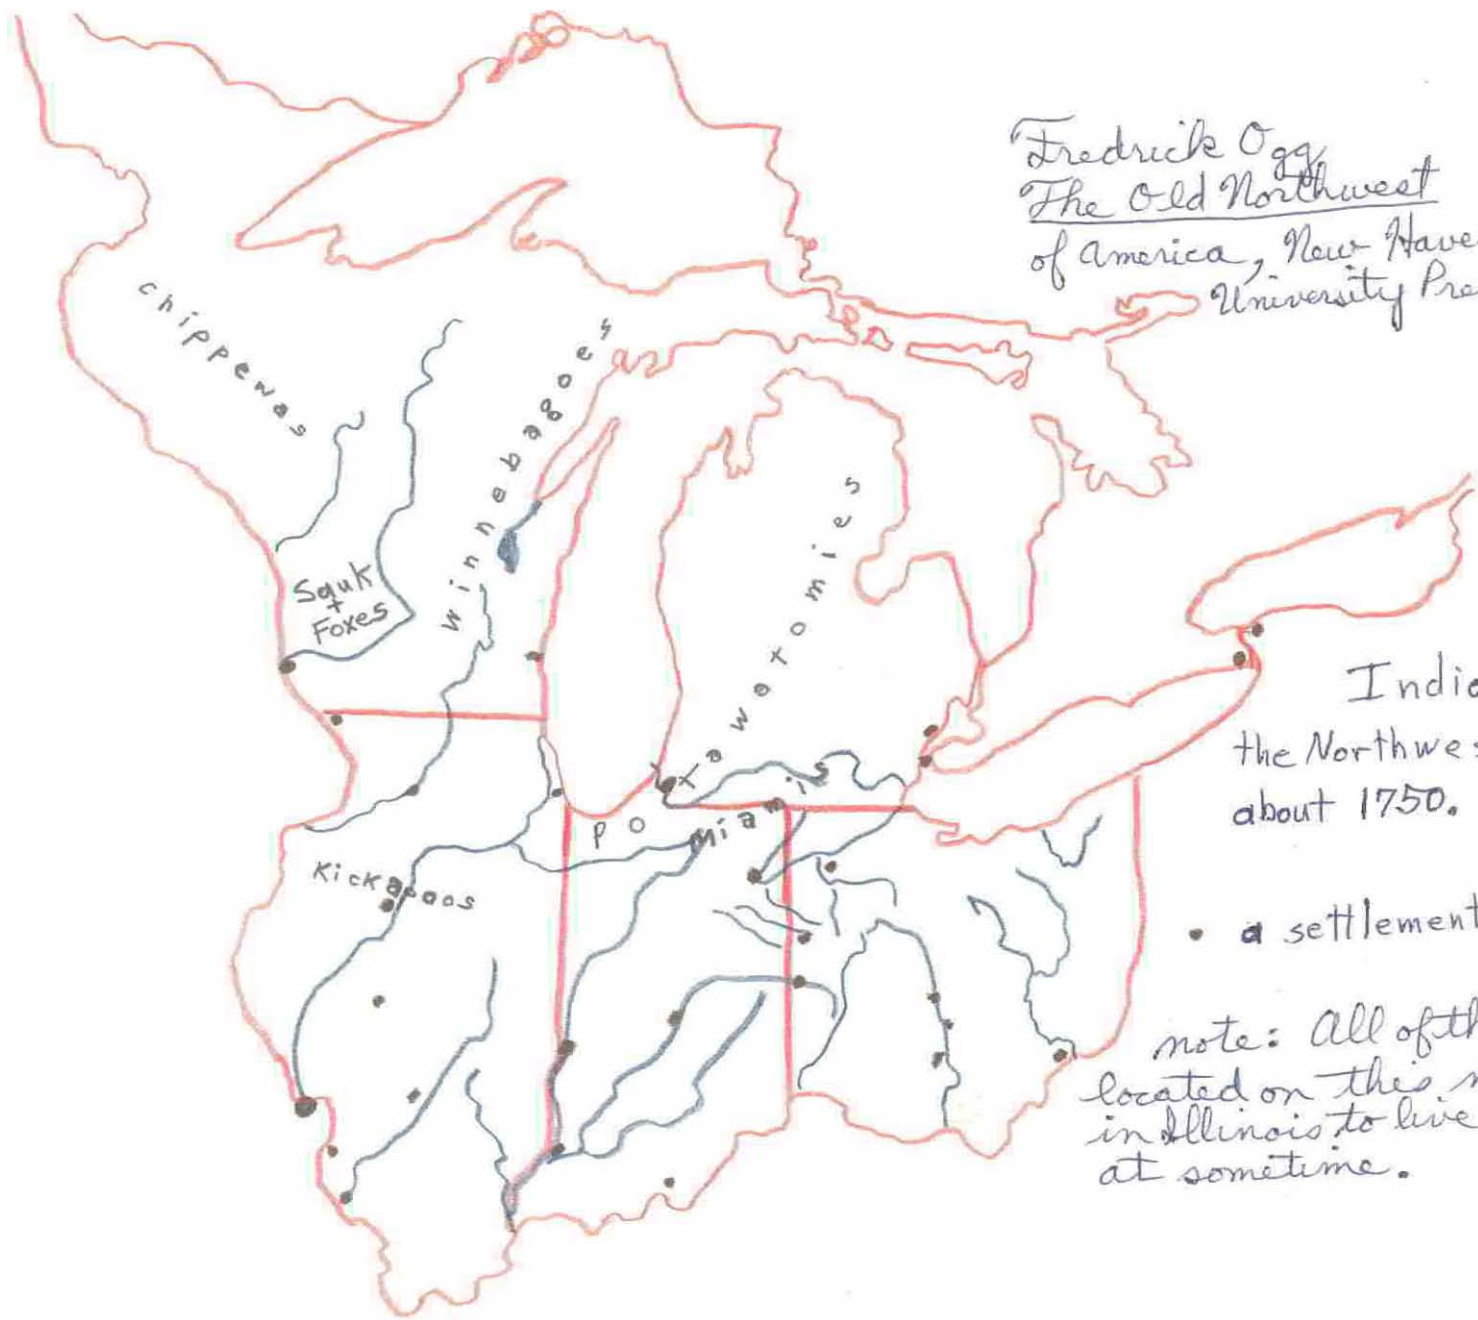 Fredrick Ogg
The Old Northwest
of America, New Have
University Pre
chippewas
Winnebagoes
Sauk
+
Foxes
Pottawotomies
Miamis
Kickapoos
India
the Northwes
about 1750.
• a settlement
note: All of th
located on this m
in Illinois to live
at sometime.